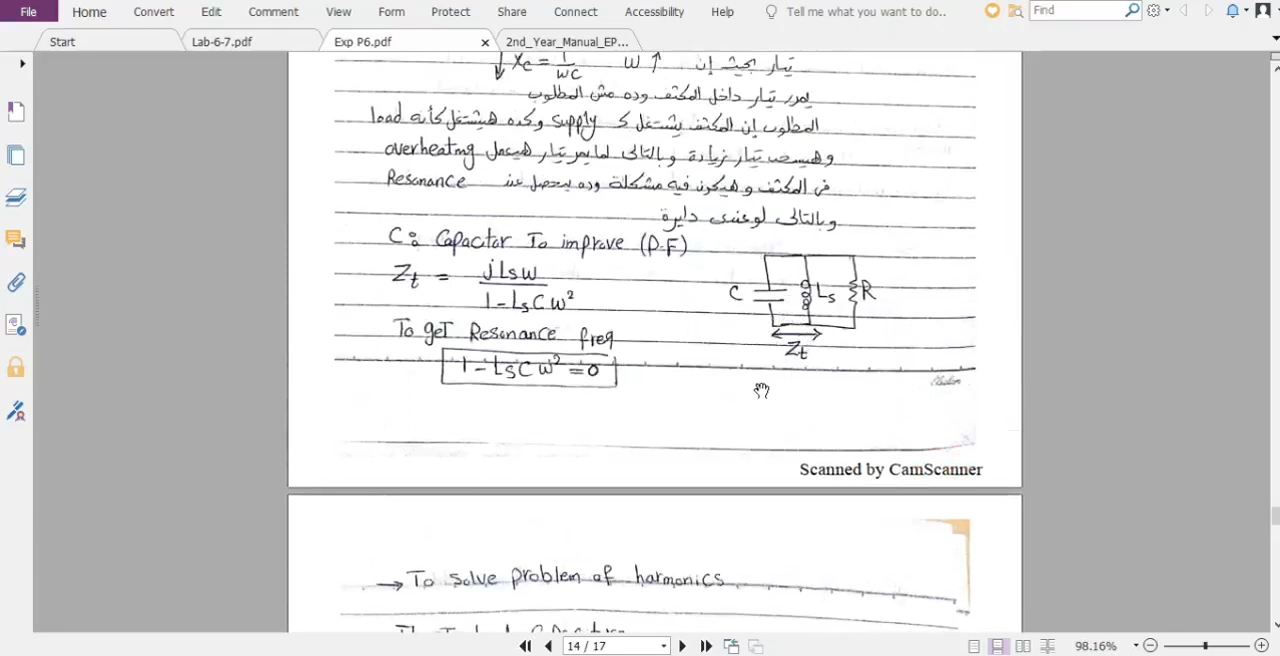 File Home Convert Edit Comment View Form Protect Share Connect Accessibility Help Tell me what you want to do.. Find
Start Lab-6-7.pdf Exp P6.pdf 2nd_Year_Manual_EP...
تيار بحيث إن w ↑ ↓ Xc = 1/wc
يمرر تيار داخل المكثف وده مش المطلوب
المطلوب إن المكثف يشتغل كـ supply وكده هيشتغل كأنه load
وهيسحب تيار زيادة وبالتالى لما يمر تيار هيعمل overheating
فى المكثف وهيكون فيه مشكلة وده بيحصل عند Resonance
وبالتالى لو عندى دايرة
C: Capactor To improve (P.F)
Zt = jLsw / 1 - LsCw²
C Ls R
Zt
To get Resonance freq
1 - LsCw² = 0
Scanned by CamScanner
→ To solve problem of harmonics
14 / 17 98.16%